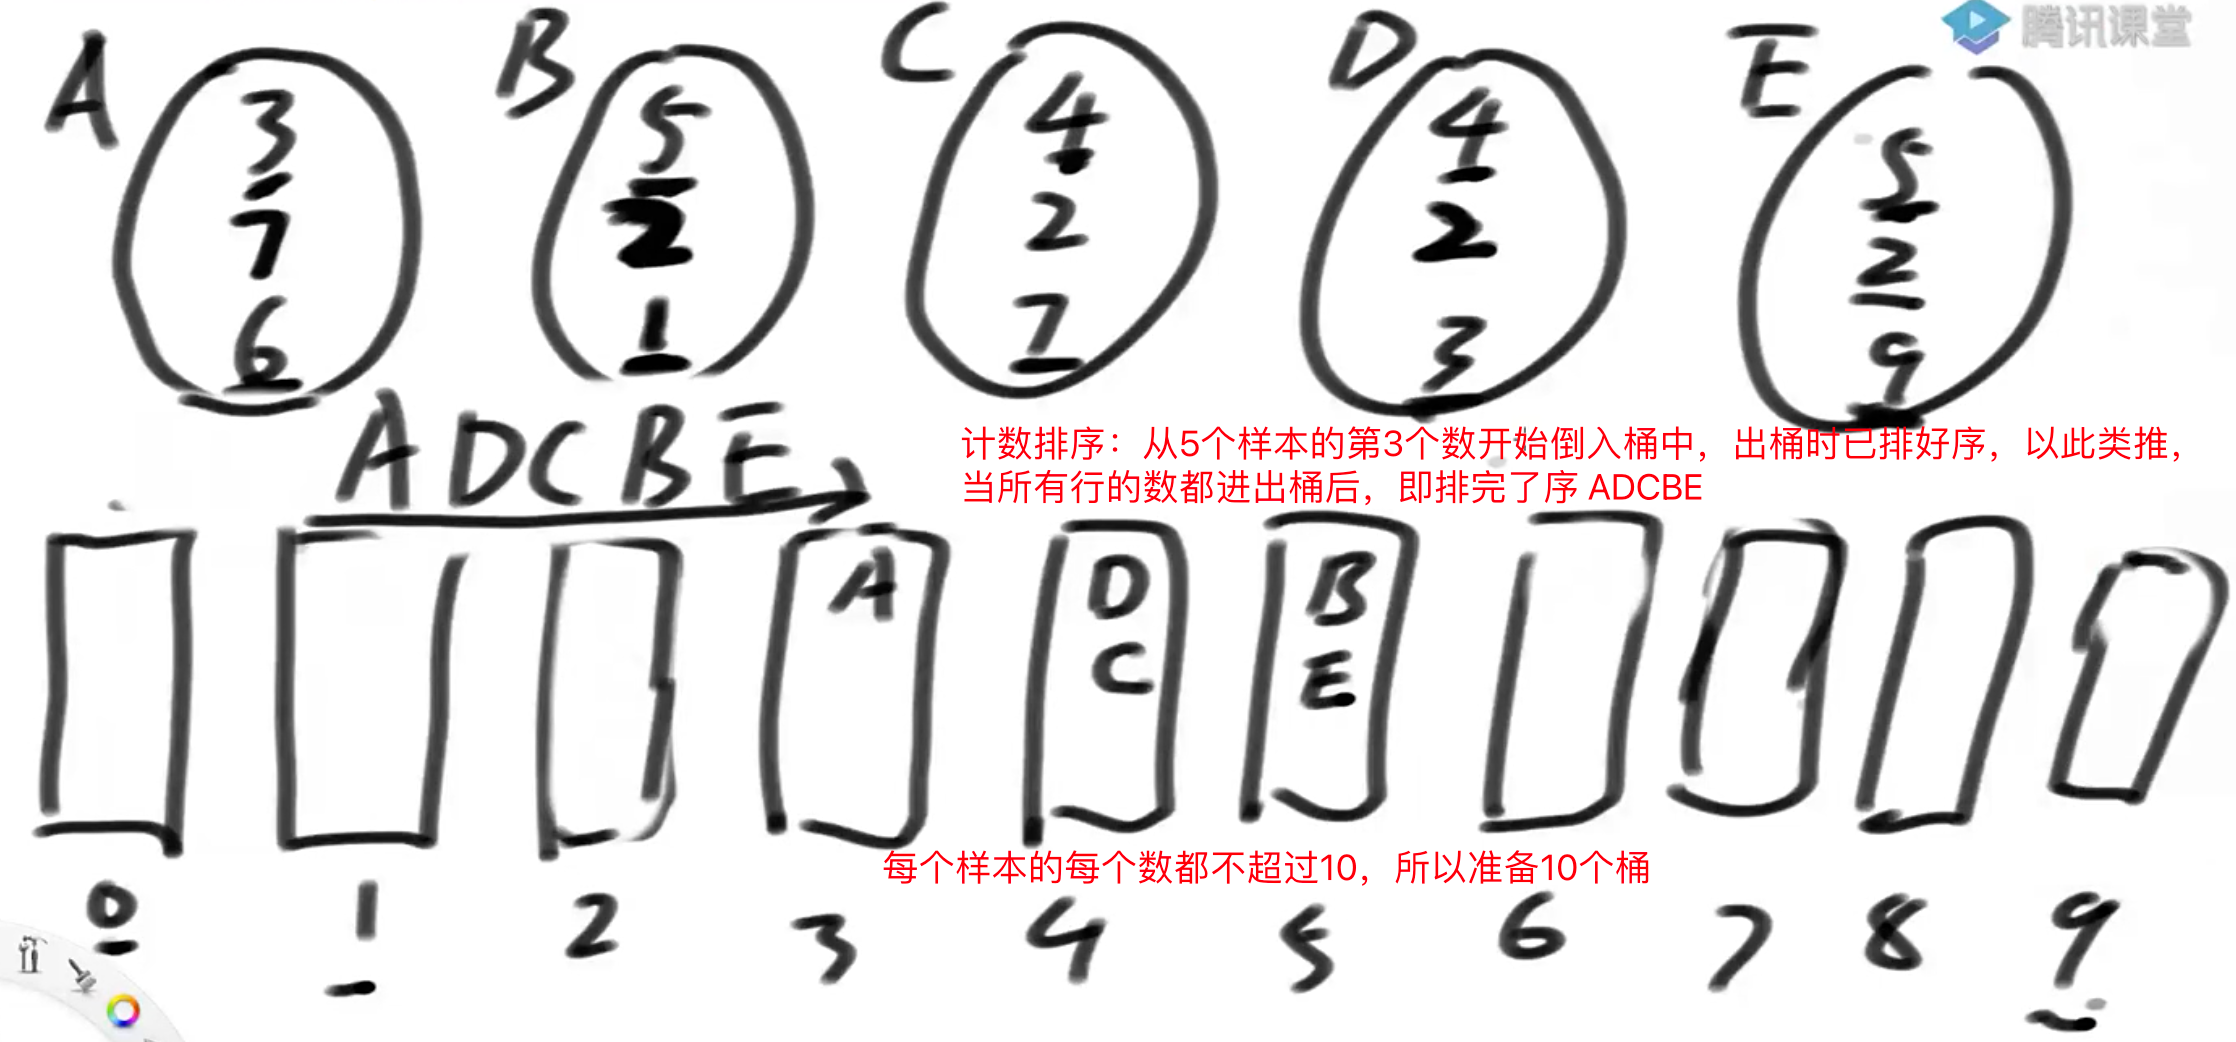 腾讯课堂
A B C D E
3 5 4 4 5
7 2 2 2 2
6 1 7 3 9
A D C B E
计数排序：从5个样本的第3个数开始倒入桶中，出桶时已排好序，以此类推，
当所有行的数都进出桶后，即排完了序 ADCBE
A D B
C E
每个样本的每个数都不超过10，所以准备10个桶
0 1 2 3 4 5 6 7 8 9